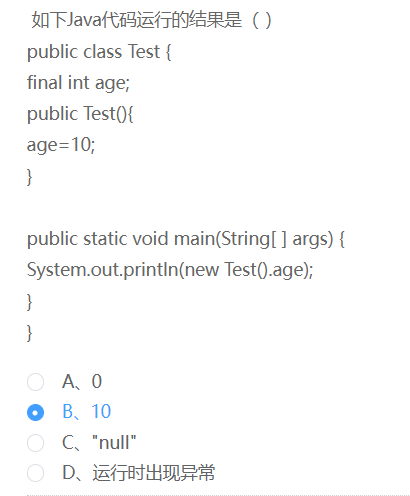 如下Java代码运行的结果是（ ）
public class Test {
final int age;
public Test(){
age=10;
}
public static void main(String[ ] args) {
System.out.println(new Test().age);
}
}
A、0
B、10
C、"null"
D、运行时出现异常